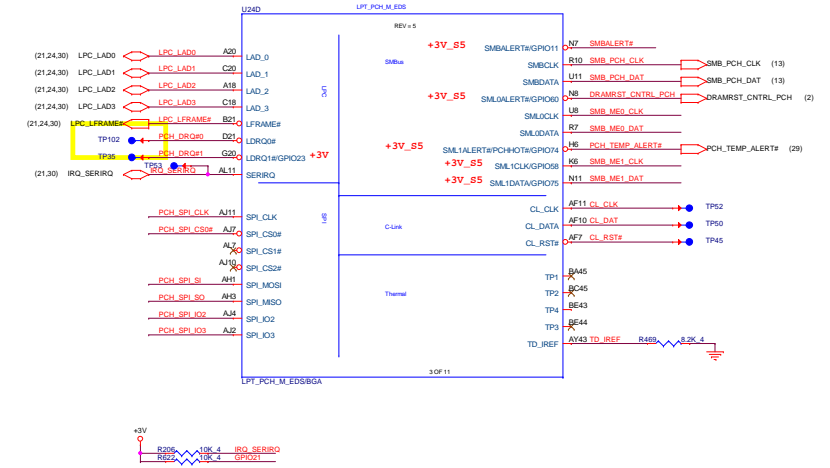 U24D
LPT_PCH_M_EDS
REV = 5
(21,24,30) LPC_LAD0 LPC_LAD0 A20 LAD_0
(21,24,30) LPC_LAD1 LPC_LAD1 C20 LAD_1
(21,24,30) LPC_LAD2 LPC_LAD2 A18 LAD_2
(21,24,30) LPC_LAD3 LPC_LAD3 C18 LAD_3
(21,24,30) LPC_LFRAME# LPC_LFRAME# B21 LFRAME#
TP102 PCH_DRQ#0 D21 LDRQ0#
TP35 PCH_DRQ#1 G20 LDRQ1#/GPIO23 +3V
TP53
(21,30) IRQ_SERIRQ IRQ_SERIRQ AL11 SERIRQ
PCH_SPI_CLK AJ11 SPI_CLK
PCH_SPI_CS0# AJ7 SPI_CS0#
AL7 SPI_CS1#
AJ10 SPI_CS2#
PCH_SPI_SI AH1 SPI_MOSI
PCH_SPI_SO AH3 SPI_MISO
PCH_SPI_IO2 AJ4 SPI_IO2
PCH_SPI_IO3 AJ2 SPI_IO3
LPC
SPI
SMBus
C-Link
Thermal
+3V_S5 SMBALERT#/GPIO11 N7 SMBALERT#
SMBCLK R10 SMB_PCH_CLK SMB_PCH_CLK (13)
SMBDATA U11 SMB_PCH_DAT SMB_PCH_DAT (13)
+3V_S5 SML0ALERT#/GPIO60 N8 DRAMRST_CNTRL_PCH DRAMRST_CNTRL_PCH (2)
SML0CLK U8 SMB_ME0_CLK
SML0DATA R7 SMB_ME0_DAT
+3V_S5 SML1ALERT#/PCHHOT#/GPIO74 H6 PCH_TEMP_ALERT# PCH_TEMP_ALERT# (29)
+3V_S5 SML1CLK/GPIO58 K6 SMB_ME1_CLK
+3V_S5 SML1DATA/GPIO75 N11 SMB_ME1_DAT
CL_CLK AF11 CL_CLK TP52
CL_DATA AF10 CL_DAT TP50
CL_RST# AF7 CL_RST# TP45
TP1 BA45
TP2 BC45
TP4 BE43
TP3 BE44
TD_IREF AY43 TD_IREF R469 8.2K_4
3 OF 11
LPT_PCH_M_EDS/BGA
+3V
R206 10K_4 IRQ_SERIRQ
R622 10K_4 GPIO21